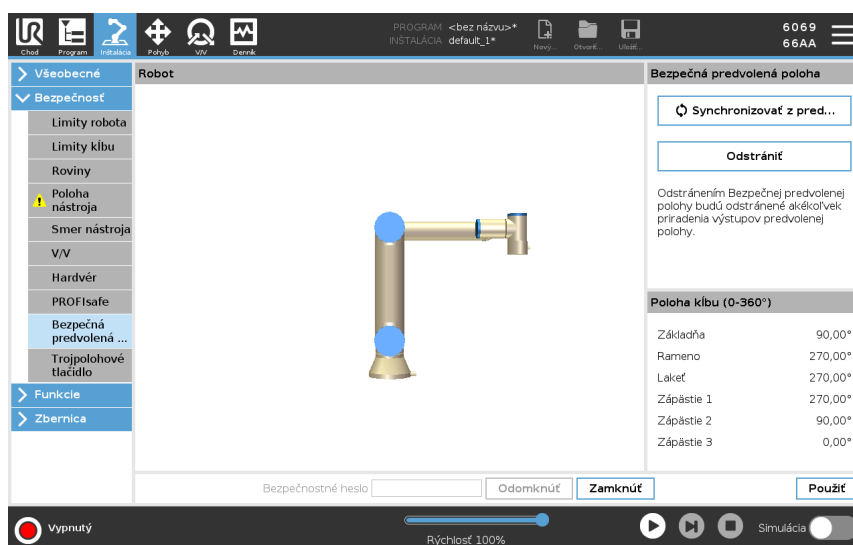 PROGRAM <bez názvu>*
INŠTALÁCIA default_1*
6069
66AA
Chod
Program
Inštalácia
Pohyb
V/V
Denník
Nový...
Otvoriť...
Uložiť...
Všeobecné
Bezpečnosť
Limity robota
Limity kĺbu
Roviny
Poloha
nástroja
Smer nástroja
V/V
Hardvér
PROFIsafe
Bezpečná
predvolená ...
Trojpolohové
tlačidlo
Funkcie
Zbernica
Robot
Bezpečná predvolená poloha
Synchronizovať z pred...
Odstrániť
Odstránením Bezpečnej predvolenej
polohy budú odstránené akékoľvek
priradenia výstupov predvolenej
polohy.
Poloha kĺbu (0-360°)
Základňa 90,00°
Rameno 270,00°
Lakeť 270,00°
Zápästie 1 270,00°
Zápästie 2 90,00°
Zápästie 3 0,00°
Bezpečnostné heslo
Odomknúť
Zamknúť
Použiť
Vypnutý
Rýchlosť 100%
Simulácia